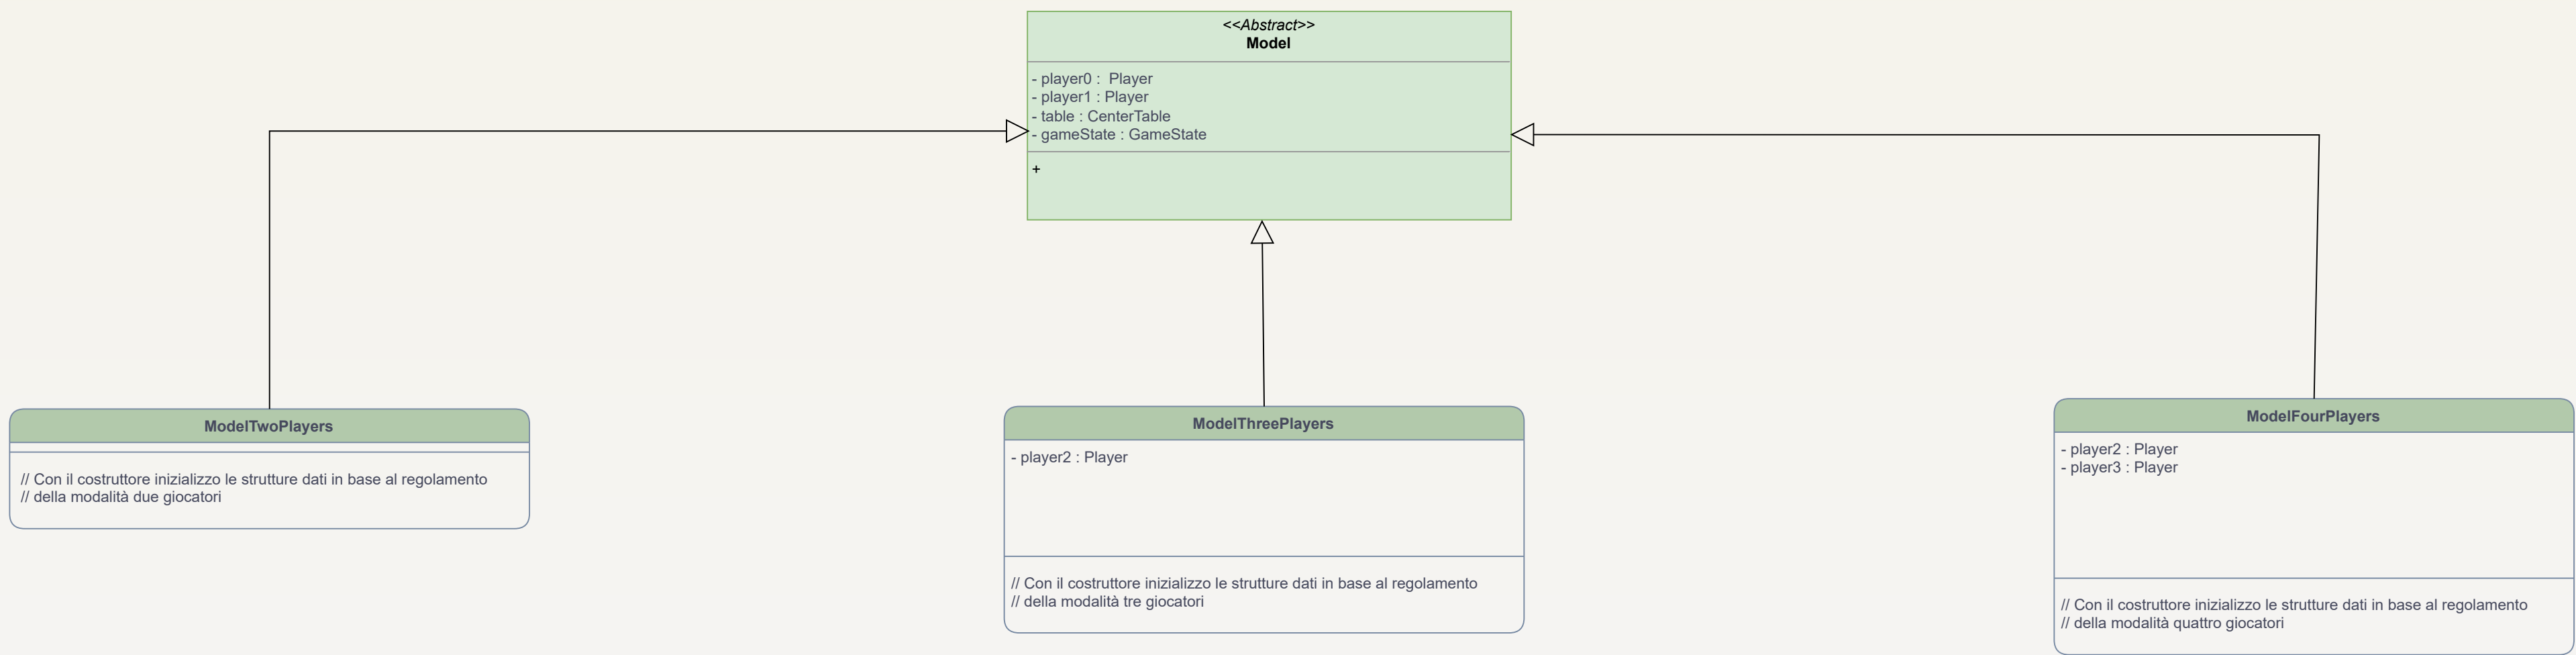 <<Abstract>>
Model
- player0 :  Player
- player1 : Player
- table : CenterTable
- gameState : GameState
+
ModelTwoPlayers
// Con il costruttore inizializzo le strutture dati in base al regolamento
// della modalità due giocatori
ModelThreePlayers
- player2 : Player
// Con il costruttore inizializzo le strutture dati in base al regolamento
// della modalità tre giocatori
ModelFourPlayers
- player2 : Player
- player3 : Player
// Con il costruttore inizializzo le strutture dati in base al regolamento
// della modalità quattro giocatori